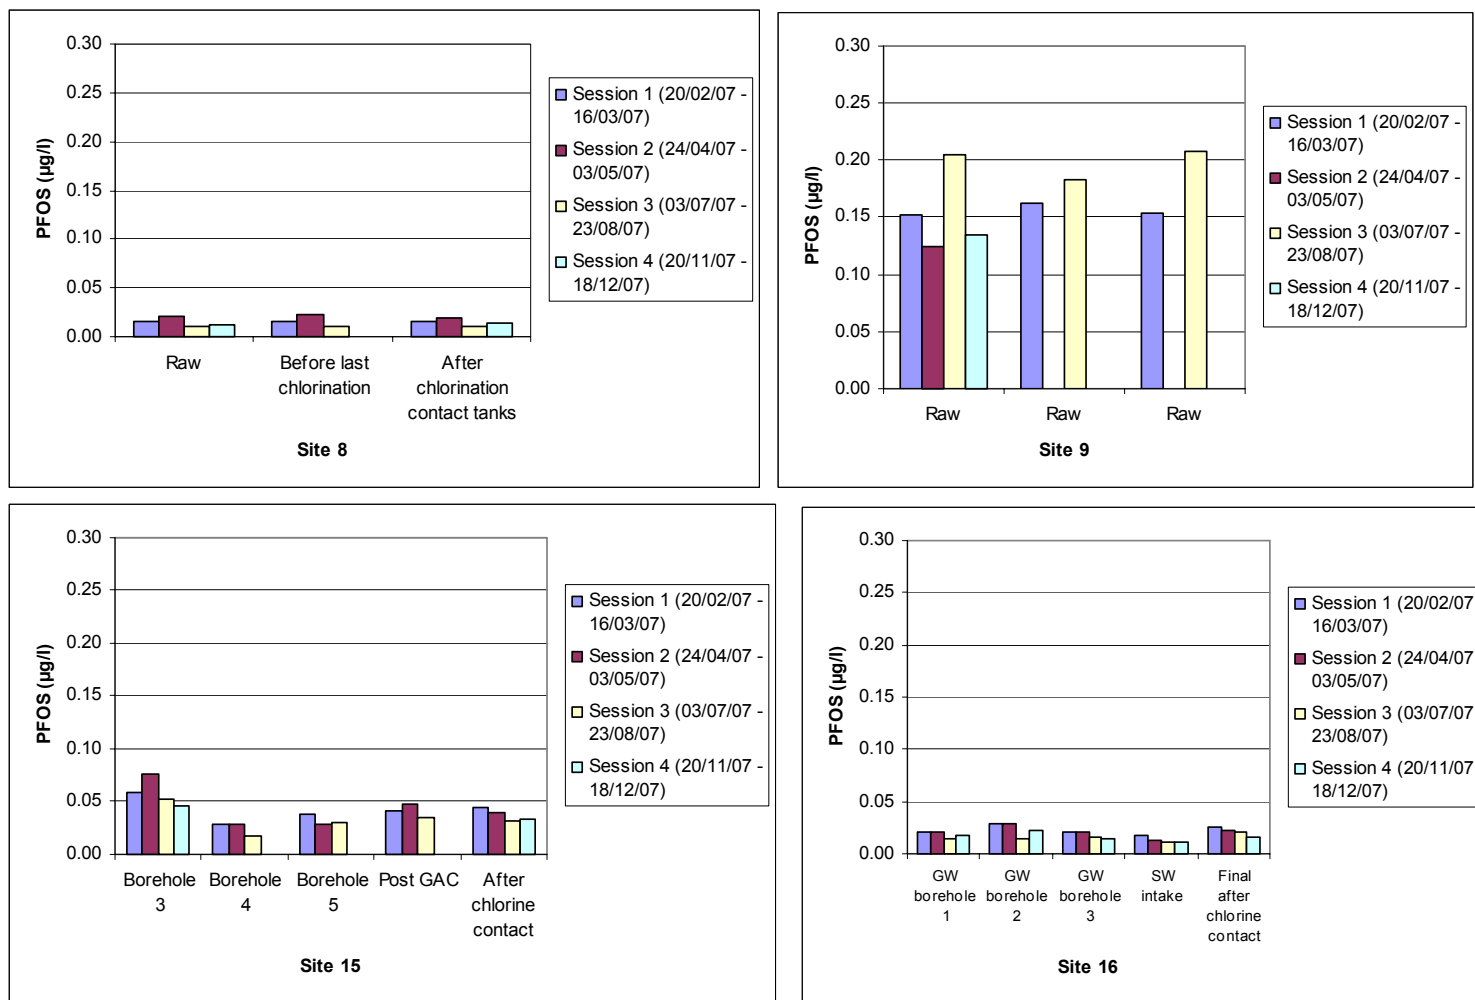 0.30
0.25
0.20
0.15
0.10
0.05
0.00
PFOS (µg/l)
Raw
Before last
chlorination
After
chlorination
contact tanks
Site 8
Session 1 (20/02/07 -
16/03/07)
Session 2 (24/04/07 -
03/05/07)
Session 3 (03/07/07 -
23/08/07)
Session 4 (20/11/07 -
18/12/07)
0.30
0.25
0.20
0.15
0.10
0.05
0.00
PFOS (µg/l)
Raw
Raw
Raw
Site 9
Session 1 (20/02/07 -
16/03/07)
Session 2 (24/04/07 -
03/05/07)
Session 3 (03/07/07 -
23/08/07)
Session 4 (20/11/07 -
18/12/07)
0.30
0.25
0.20
0.15
0.10
0.05
0.00
PFOS (µg/l)
Borehole
3
Borehole
4
Borehole
5
Post GAC
After
chlorine
contact
Site 15
Session 1 (20/02/07 -
16/03/07)
Session 2 (24/04/07 -
03/05/07)
Session 3 (03/07/07 -
23/08/07)
Session 4 (20/11/07 -
18/12/07)
0.30
0.25
0.20
0.15
0.10
0.05
0.00
PFOS (µg/l)
GW
borehole
1
GW
borehole
2
GW
borehole
3
SW
intake
Final
after
chlorine
contact
Site 16
Session 1 (20/02/07
16/03/07)
Session 2 (24/04/07
03/05/07)
Session 3 (03/07/07
23/08/07)
Session 4 (20/11/07
18/12/07)